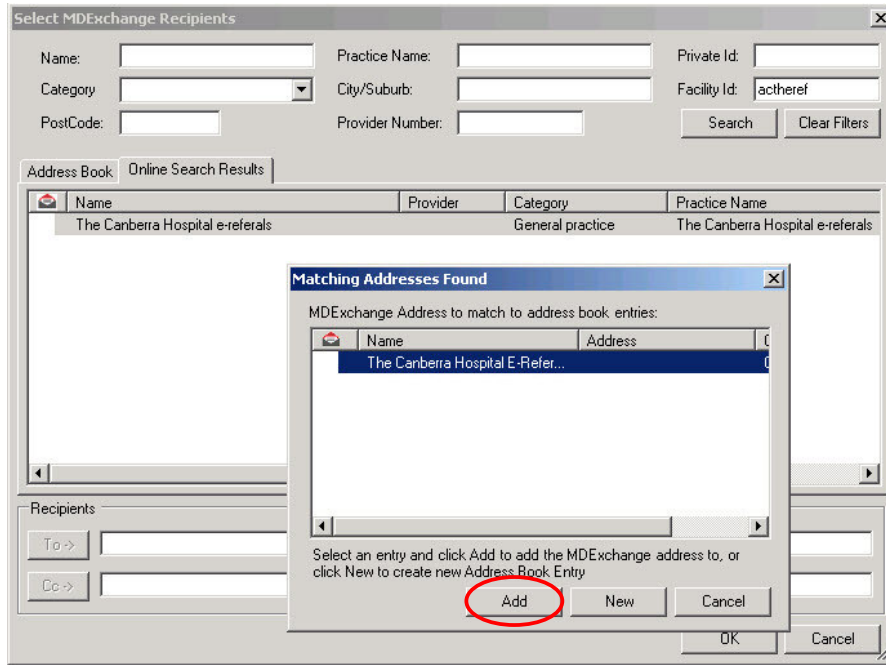 Select MDExchange Recipients
Name: Practice Name: Private Id:
Category City/Suburb: Facility Id: actheref
PostCode: Provider Number: Search Clear Filters
Address Book Online Search Results
Name Provider Category Practice Name
The Canberra Hospital e-referals General practice The Canberra Hospital e-referals
Matching Addresses Found
MDExchange Address to match to address book entries:
Name Address
The Canberra Hospital E-Refer...
Recipients
To ->
Cc ->
Select an entry and click Add to add the MDExchange address to, or
click New to create new Address Book Entry
Add New Cancel
OK Cancel